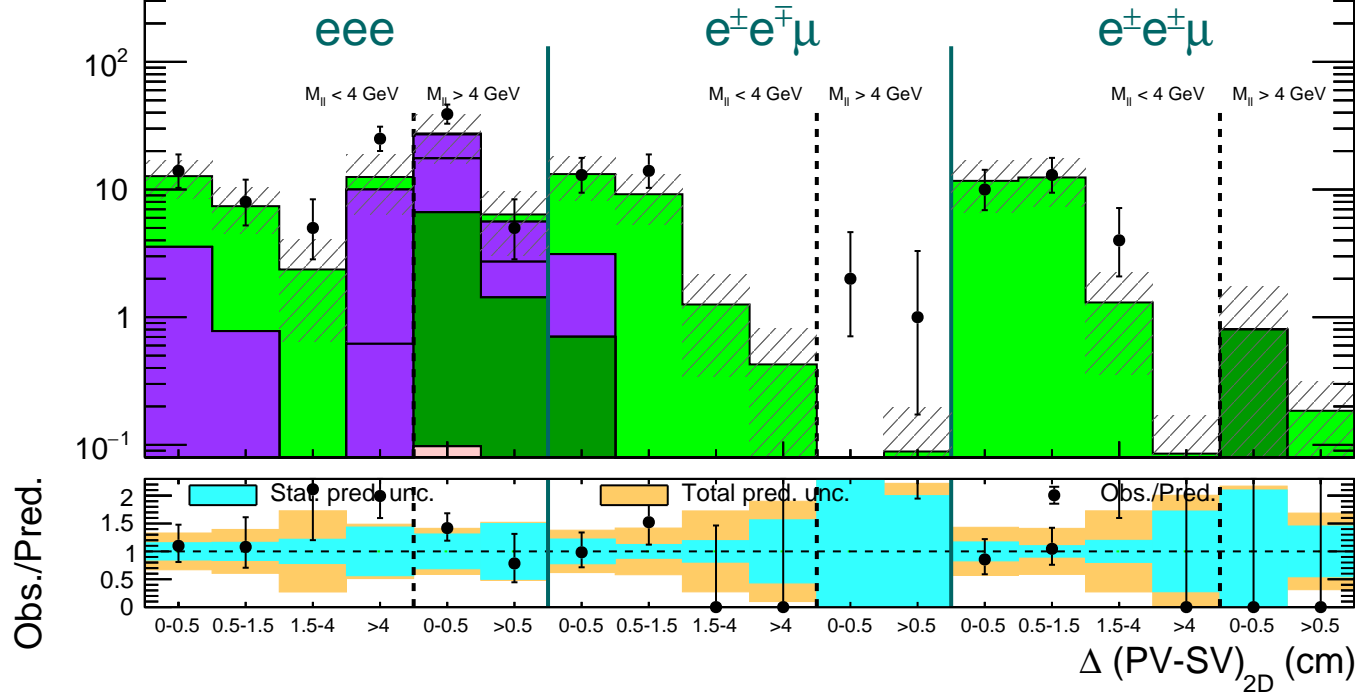 eee e±e∓μ e±e±μ
10²
M_ll < 4 GeV M_ll > 4 GeV M_ll < 4 GeV M_ll > 4 GeV M_ll < 4 GeV M_ll > 4 GeV
10
1
10⁻¹
Obs./Pred.
Stat. pred. unc. Total pred. unc. Obs./Pred.
2
1.5
1
0.5
0
0-0.5 0.5-1.5 1.5-4 >4 0-0.5 >0.5 0-0.5 0.5-1.5 1.5-4 >4 0-0.5 >0.5 0-0.5 0.5-1.5 1.5-4 >4 0-0.5 >0.5
Δ (PV-SV)_2D (cm)